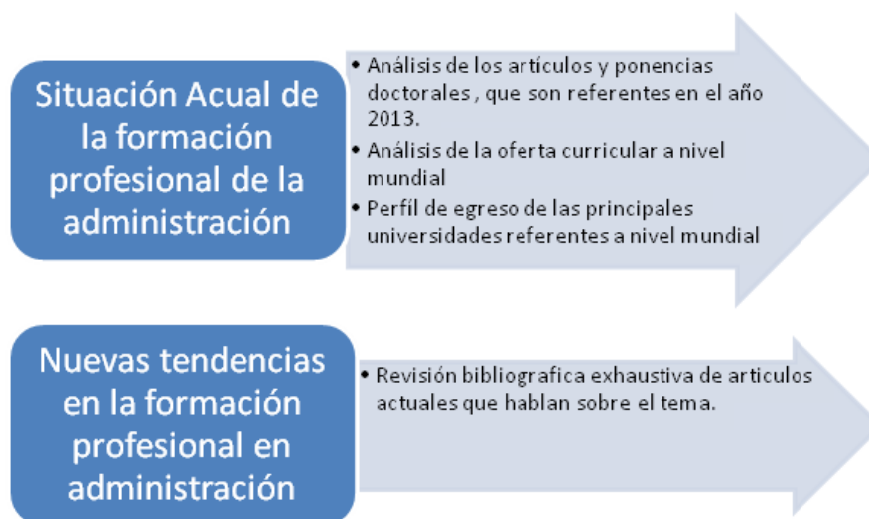 Situación Acual de
la formación
profesional de la
administración
• Análisis de los artículos y ponencias
doctorales , que son referentes en el año
2013.
• Análisis de la oferta curricular a nivel
mundial
• Perfíl de egreso de las principales
universidades referentes a nivel mundial
Nuevas tendencias
en la formación
profesional en
administración
• Revisión bibliografica exhaustiva de artículos
actuales que hablan sobre el tema.